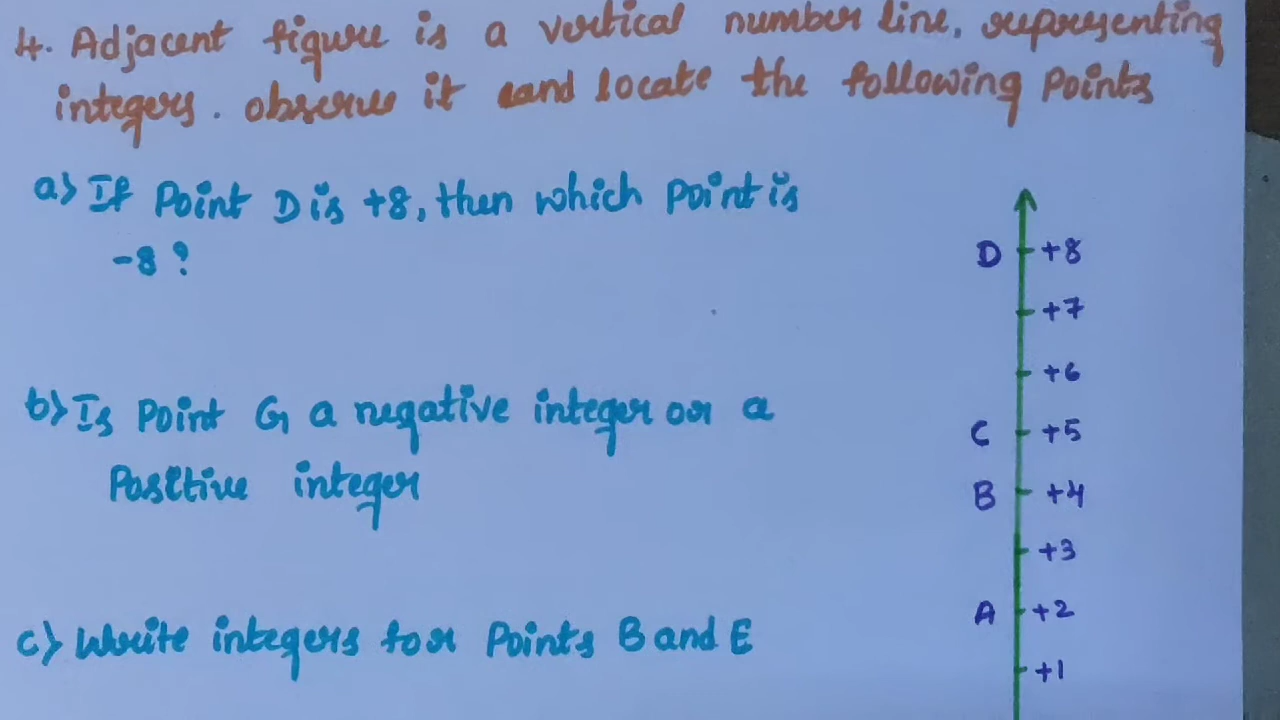 4. Adjacent figure is a vertical number line, representing
integers. observe it and locate the following Points
a) If Point D is +8, then which Point is
-8?
b) Is Point G a negative integer or a
Positive integer
c) Write integers for Points B and E
D +8
+7
+6
C +5
B +4
+3
A +2
+1